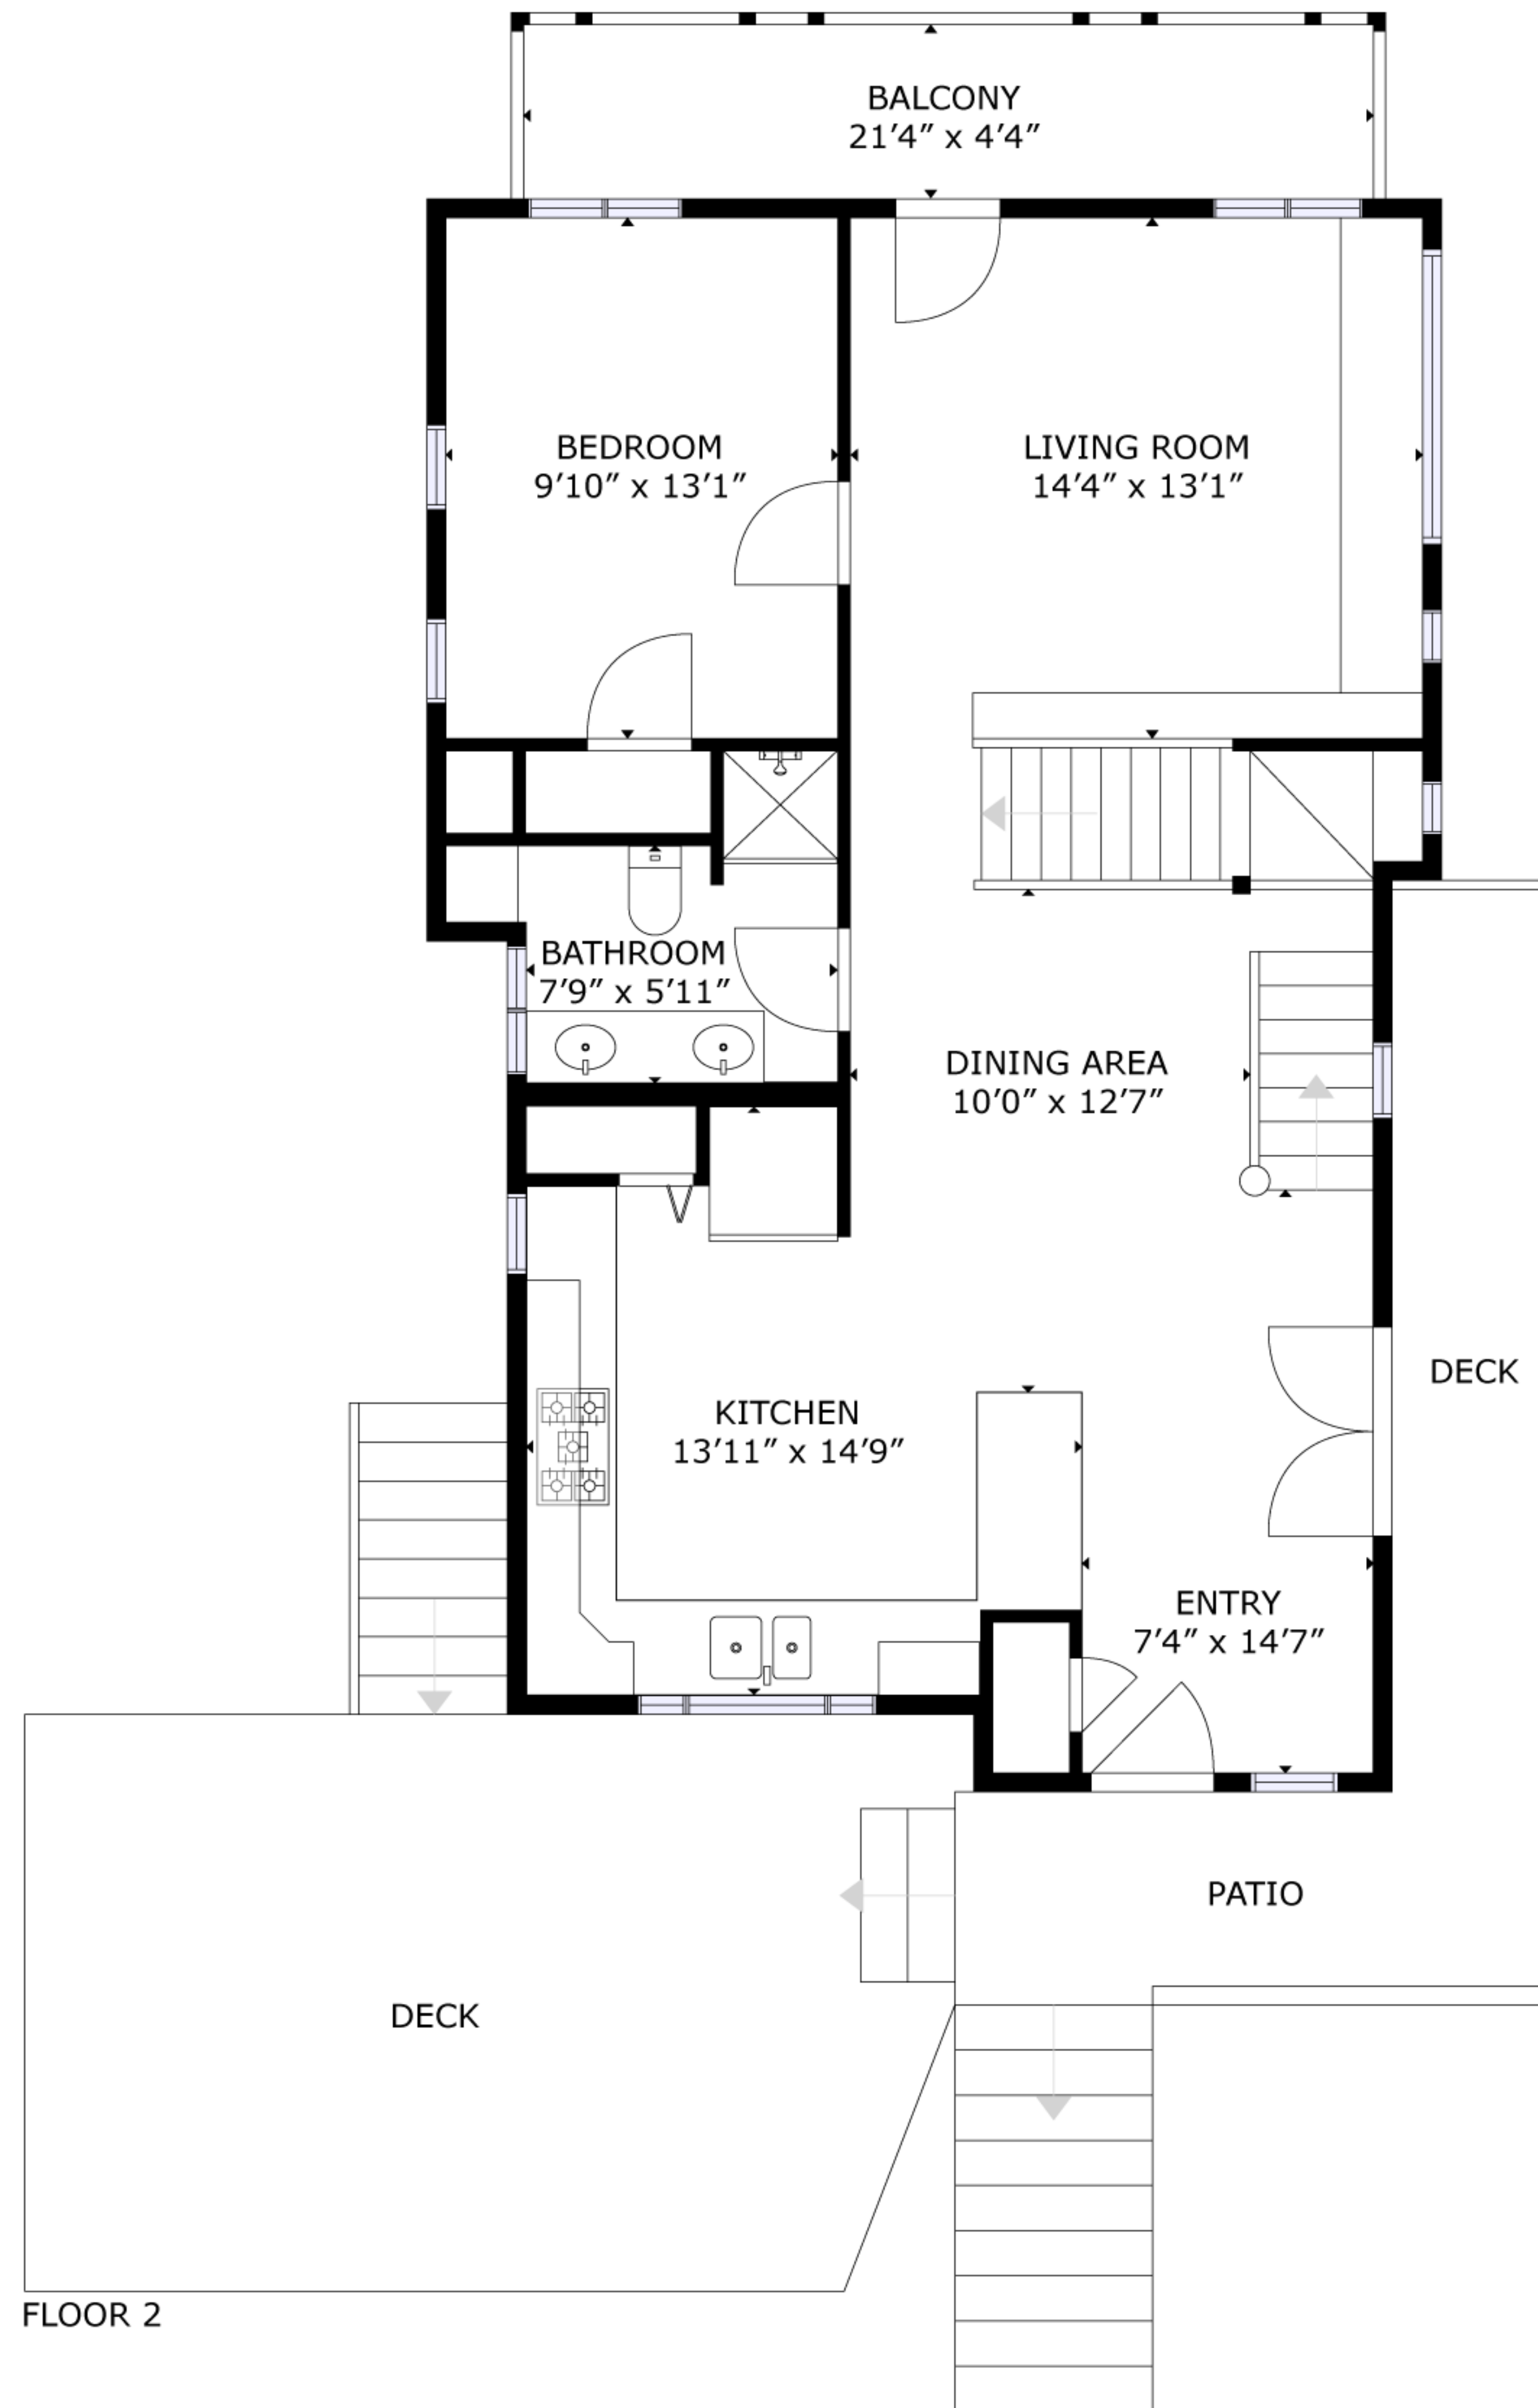 BALCONY
21’4” x 4’4”
BEDROOM
9’10” x 13’1”
LIVING ROOM
14’4” x 13’1”
BATHROOM
7’9” x 5’11”
DINING AREA
10’0” x 12’7”
DECK
KITCHEN
13’11” x 14’9”
ENTRY
7’4” x 14’7”
PATIO
DECK
FLOOR 2